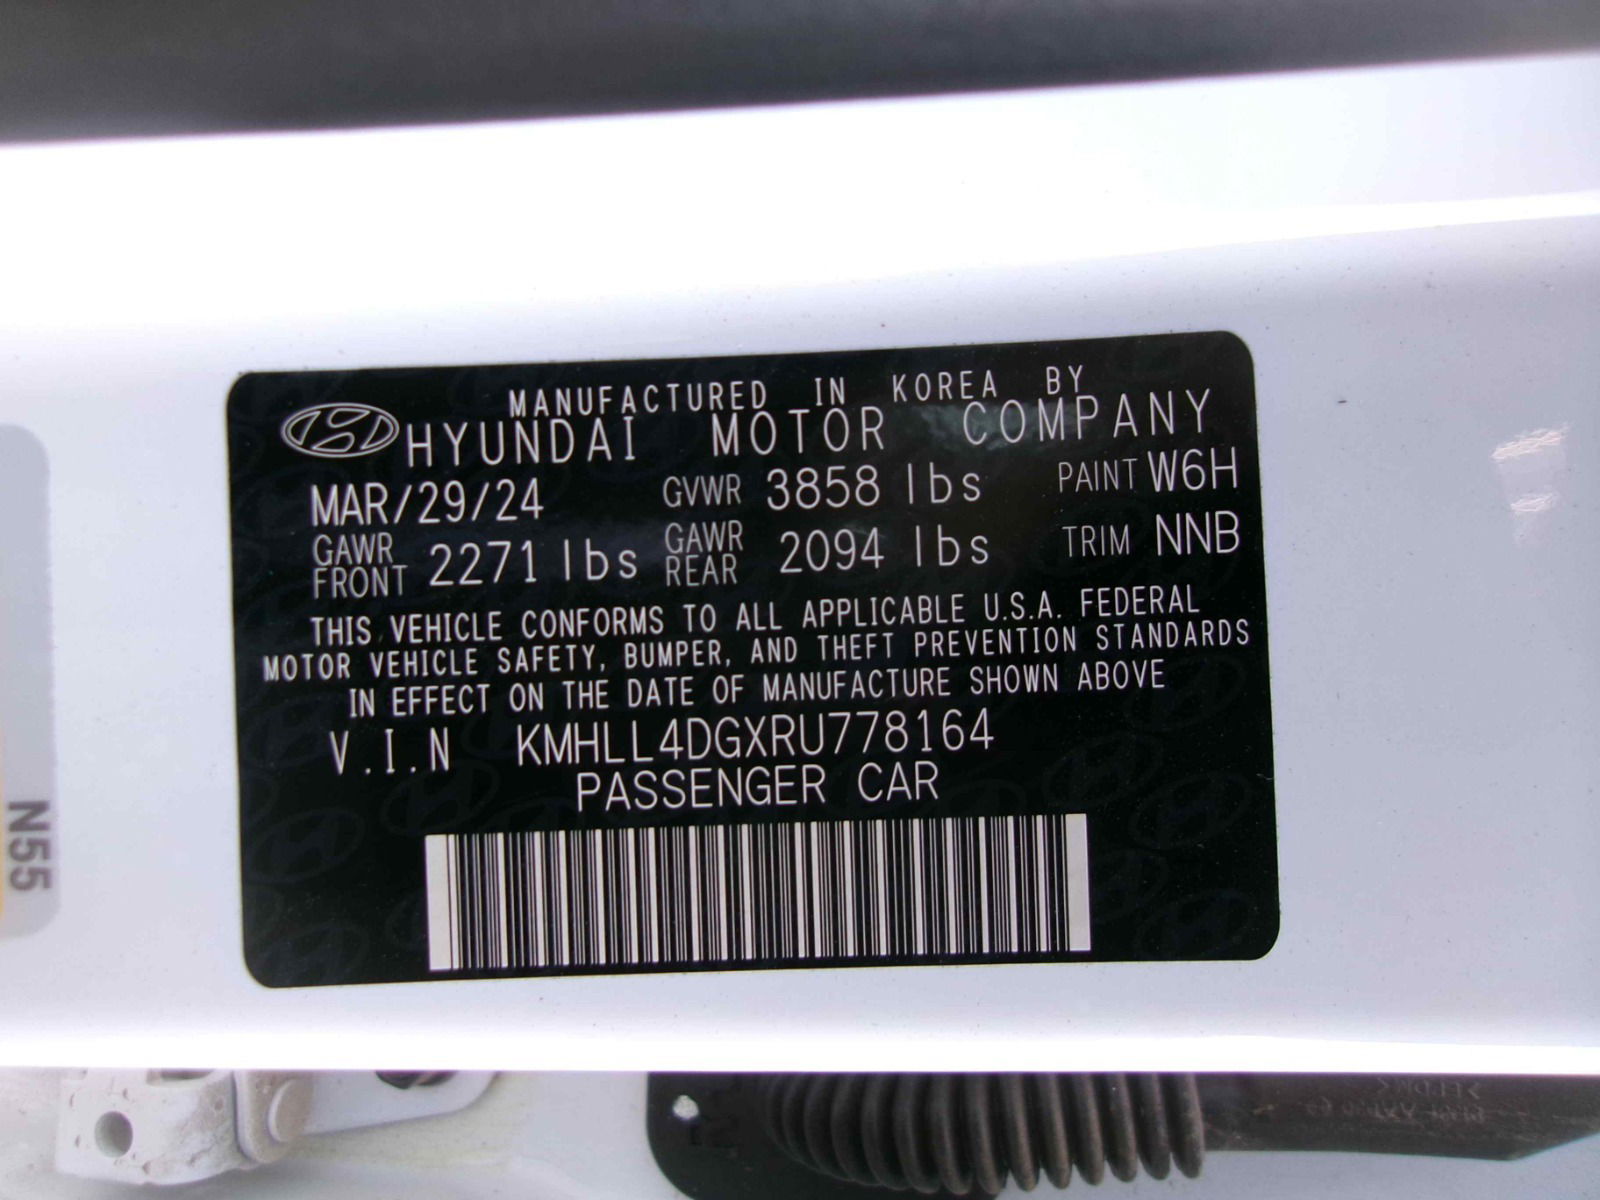 MANUFACTURED IN KOREA BY
HYUNDAI MOTOR COMPANY
MAR/29/24 GVWR 3858 lbs PAINT W6H
GAWR FRONT 2271 lbs GAWR REAR 2094 lbs TRIM NNB
THIS VEHICLE CONFORMS TO ALL APPLICABLE U.S.A. FEDERAL
MOTOR VEHICLE SAFETY, BUMPER, AND THEFT PREVENTION STANDARDS
IN EFFECT ON THE DATE OF MANUFACTURE SHOWN ABOVE
V.I.N KMHLL4DGXRU778164
PASSENGER CAR
N55